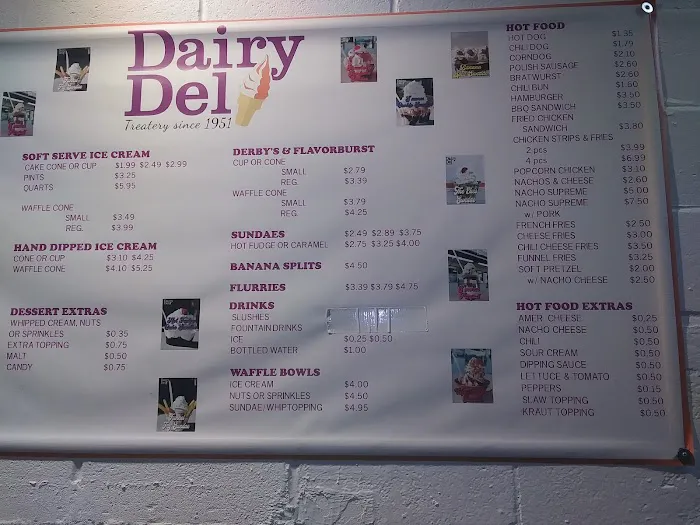 Dairy
Del
Treatery since 1951
SOFT SERVE ICE CREAM
CAKE CONE OR CUP $1.99 $2.49 $2.99
PINTS $3.25
QUARTS $5.95
WAFFLE CONE
SMALL $3.49
REG. $3.99
HAND DIPPED ICE CREAM
CONE OR CUP $3.10 $4.25
WAFFLE CONE $4.10 $5.25
DESSERT EXTRAS
WHIPPED CREAM, NUTS
OR SPRINKLES $0.35
EXTRA TOPPING $0.75
MALT $0.50
CANDY $0.75
DERBY'S & FLAVORBURST
CUP OR CONE
SMALL $2.79
REG. $3.39
WAFFLE CONE
SMALL $3.79
REG. $4.25
SUNDAES $2.49 $2.89 $3.75
HOT FUDGE OR CARAMEL $2.75 $3.25 $4.00
BANANA SPLITS $4.50
FLURRIES $3.39 $3.79 $4.75
DRINKS
SLUSHIES
FOUNTAIN DRINKS
ICE $0.25 $0.50
BOTTLED WATER $1.00
WAFFLE BOWLS
ICE CREAM $4.00
NUTS OR SPRINKLES $4.50
SUNDAE/WHIP TOPPING $4.95
HOT FOOD
HOT DOG $1.35
CHILI DOG $1.79
CORNDOG $2.10
POLISH SAUSAGE $2.60
BRATWURST $2.60
CHILI BUN $1.50
HAMBURGER $3.50
BBQ SANDWICH $3.50
FRIED CHICKEN
SANDWICH $3.80
CHICKEN STRIPS & FRIES
2 pcs $3.99
4 pcs $6.99
POPCORN CHICKEN $3.10
NACHOS & CHEESE $2.60
NACHO SUPREME $5.00
NACHO SUPREME $7.50
w/ PORK
FRENCH FRIES $2.50
CHEESE FRIES $3.00
CHILI CHEESE FRIES $3.50
FUNNEL FRIES $3.25
SOFT PRETZEL $2.00
w/ NACHO CHEESE $2.50
HOT FOOD EXTRAS
AMER. CHEESE $0.25
NACHO CHEESE $0.50
CHILI $0.50
SOUR CREAM $0.50
DIPPING SAUCE $0.50
LETTUCE & TOMATO $0.50
PEPPERS $0.15
SLAW TOPPING $0.50
KRAUT TOPPING $0.50